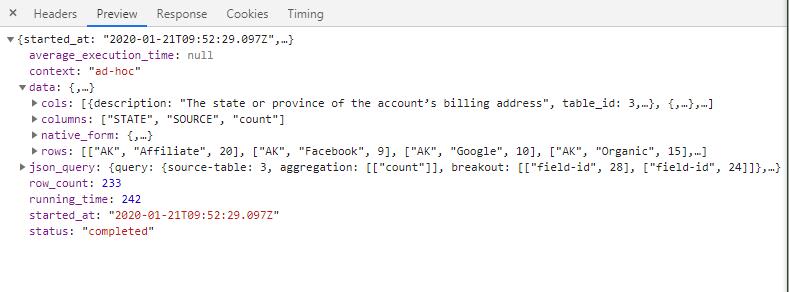 × Headers Preview Response Cookies Timing
▼{started_at: "2020-01-21T09:52:29.097Z",…}
average_execution_time: null
context: "ad-hoc"
▼data: {,…}
▶cols: [{description: "The state or province of the account’s billing address", table_id: 3,…}, {,…},…]
▶columns: ["STATE", "SOURCE", "count"]
▶native_form: {,…}
▶rows: [["AK", "Affiliate", 20], ["AK", "Facebook", 9], ["AK", "Google", 10], ["AK", "Organic", 15],…]
▶json_query: {query: {source-table: 3, aggregation: [["count"]], breakout: [["field-id", 28], ["field-id", 24]]},…}
row_count: 233
running_time: 242
started_at: "2020-01-21T09:52:29.097Z"
status: "completed"